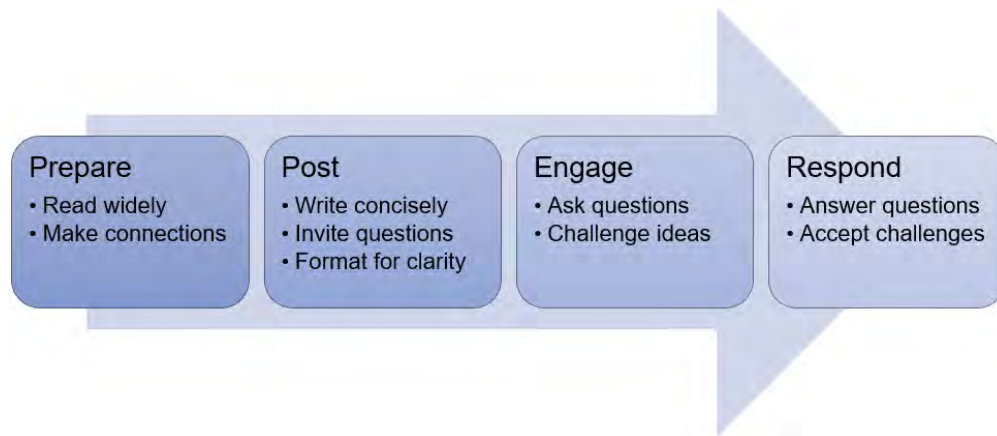 Prepare
• Read widely
• Make connections
Post
• Write concisely
• Invite questions
• Format for clarity
Engage
• Ask questions
• Challenge ideas
Respond
• Answer questions
• Accept challenges